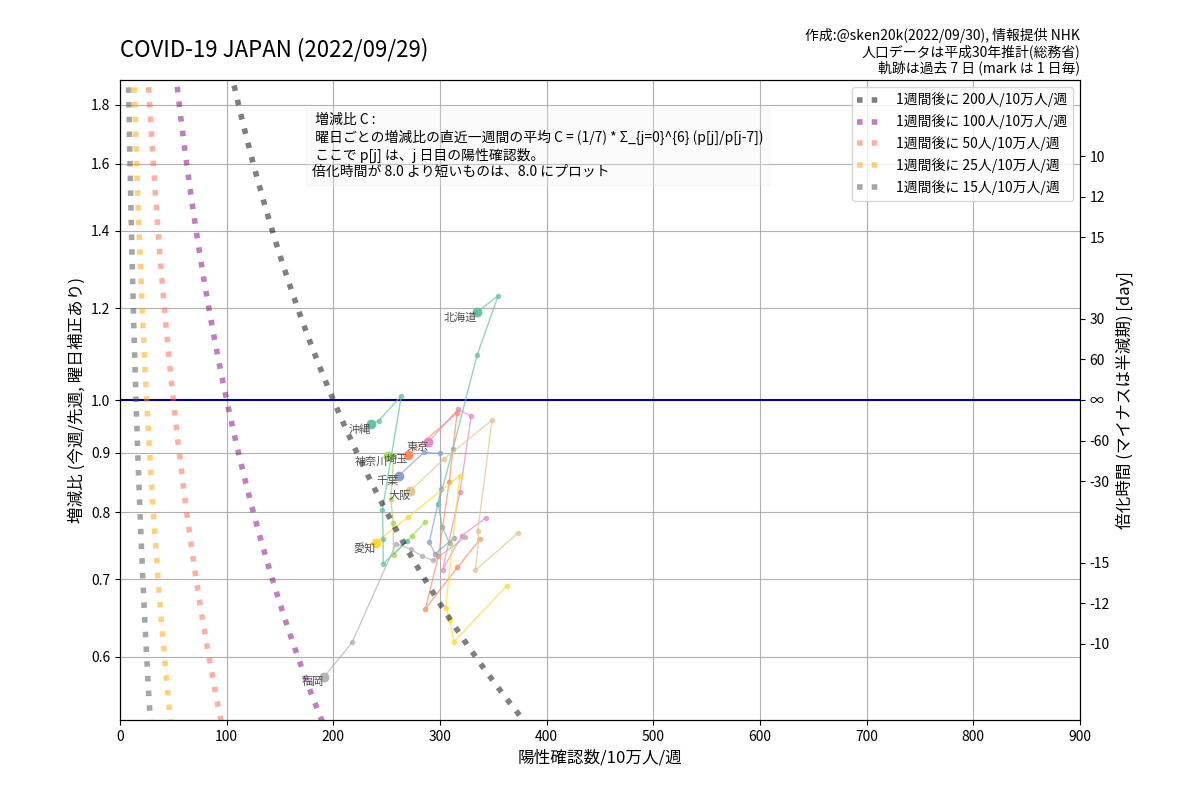 COVID-19 JAPAN (2022/09/29)
作成:@sken20k(2022/09/30), 情報提供 NHK
人口データは平成30年推計(総務省)
軌跡は過去 7 日 (mark は 1 日毎)
増減比 C :
曜日ごとの増減比の直近一週間の平均 C = (1/7) * Σ_{j=0}^{6} (p[j]/p[j-7])
ここで p[j] は、j 日目の陽性確認数。
倍化時間が 8.0 より短いものは、8.0 にプロット
1週間後に 200人/10万人/週
1週間後に 100人/10万人/週
1週間後に 50人/10万人/週
1週間後に 25人/10万人/週
1週間後に 15人/10万人/週
増減比 (今週/先週, 曜日補正あり)
1.8
1.6
1.4
1.2
1.0
0.9
0.8
0.7
0.6
北海道
沖縄
東京
神奈川
埼玉
千葉
大阪
愛知
福岡
10
12
15
30
60
∞
-60
-30
-15
-12
-10
倍化時間 (マイナスは半減期) [day]
0 100 200 300 400 500 600 700 800 900
陽性確認数/10万人/週